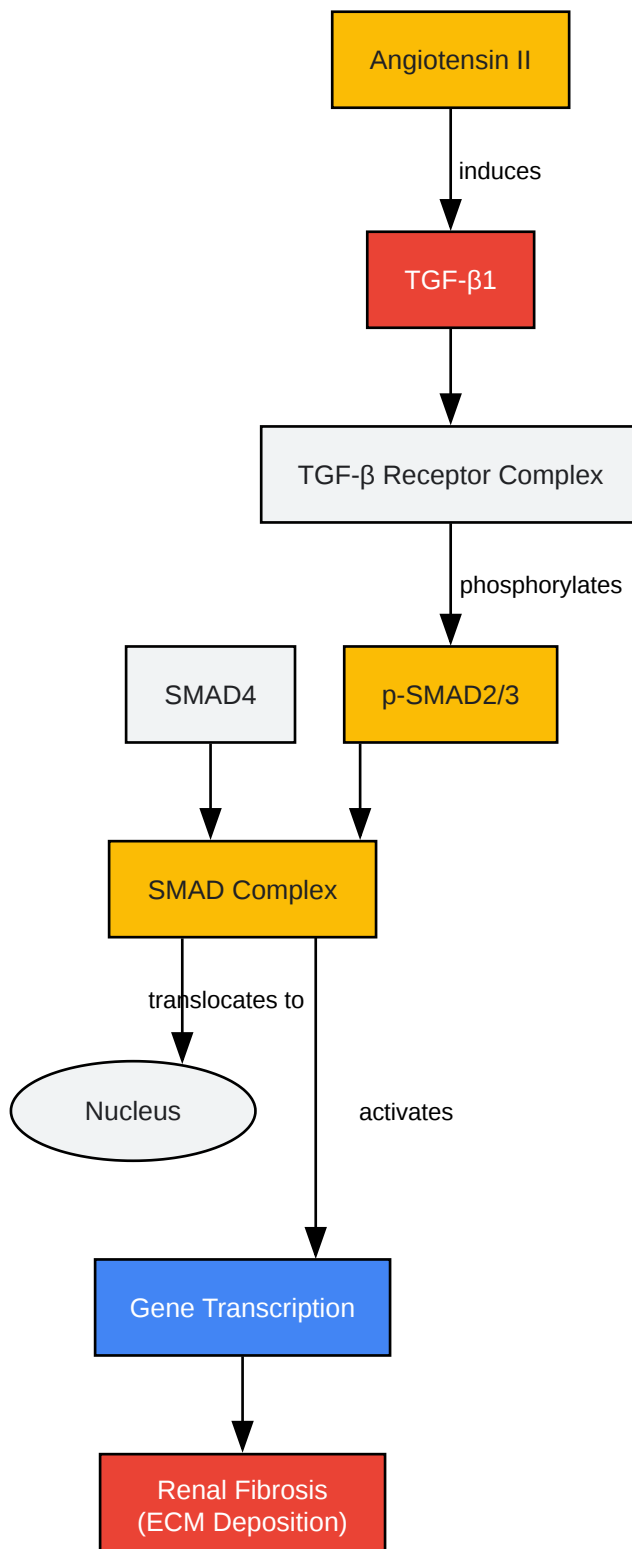 Angiotensin II
induces
TGF-β1
TGF-β Receptor Complex
phosphorylates
SMAD4
p-SMAD2/3
SMAD Complex
translocates to
Nucleus
activates
Gene Transcription
Renal Fibrosis
(ECM Deposition)